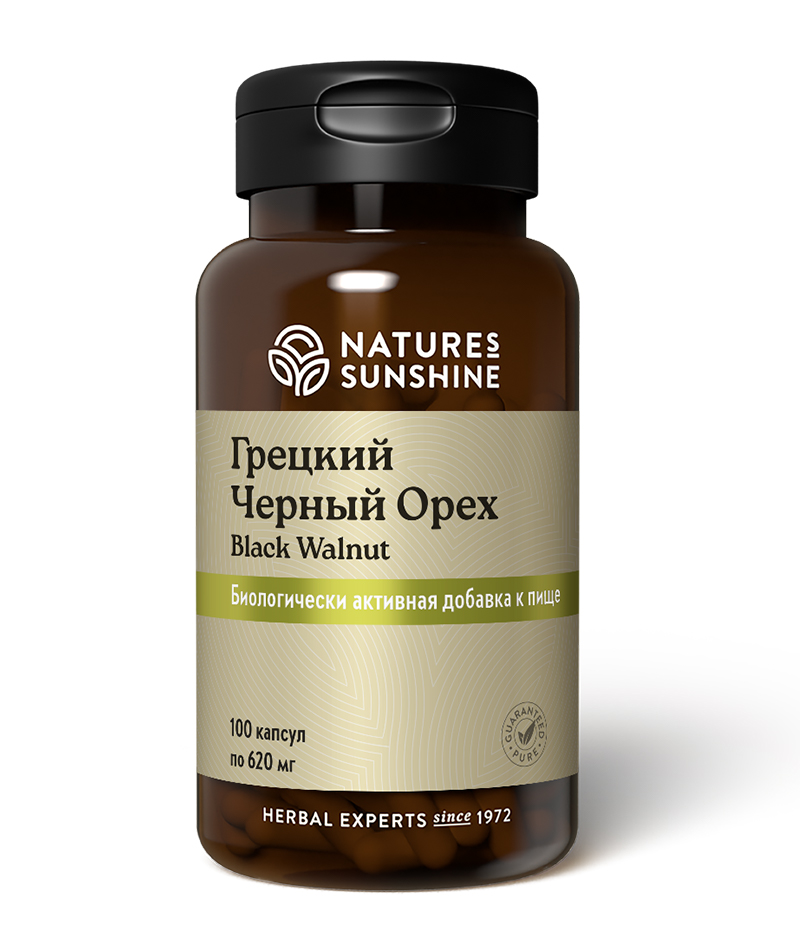 NATURES
SUNSHINE
Грецкий
Черный Орех
Black Walnut
Биологически активная добавка к пище
100 капсул
по 620 мг
GUARANTEED
• PURE •
HERBAL EXPERTS since 1972